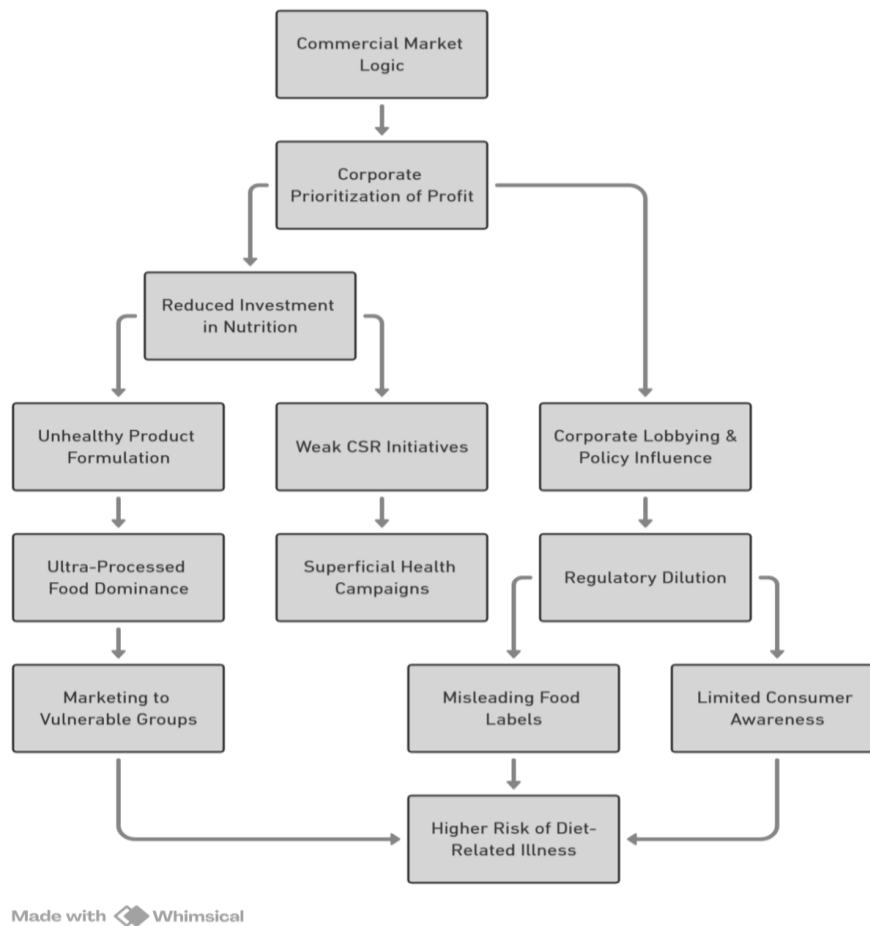 Commercial Market
Logic
Corporate
Prioritization of Profit
Reduced Investment
in Nutrition
Unhealthy Product
Formulation
Weak CSR Initiatives
Corporate Lobbying &
Policy Influence
Ultra-Processed
Food Dominance
Superficial Health
Campaigns
Regulatory Dilution
Marketing to
Vulnerable Groups
Misleading Food
Labels
Limited Consumer
Awareness
Higher Risk of Diet-
Related Illness
Made with Whimsical